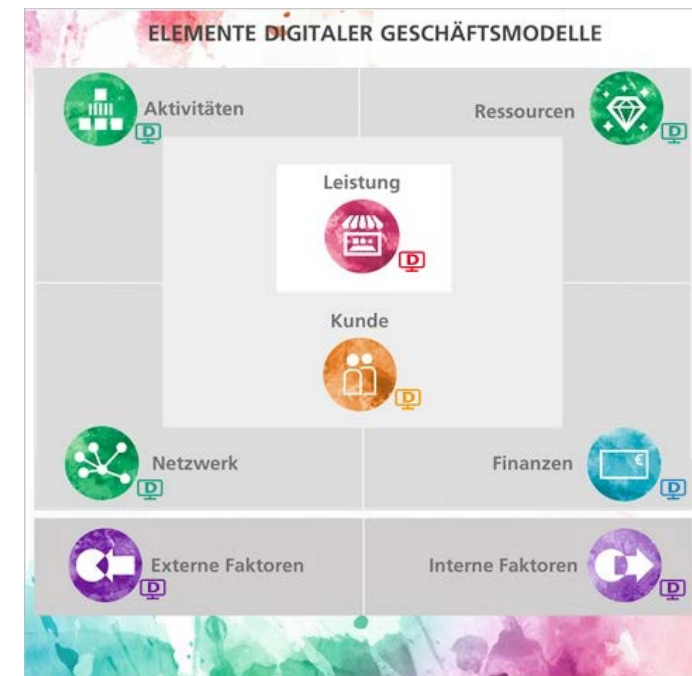 ELEMENTE DIGITALER GESCHÄFTSMODELLE
Aktivitäten
D
Ressourcen
D
Leistung
D
Kunde
D
Netzwerk
D
Finanzen
€
D
Externe Faktoren
D
Interne Faktoren
D